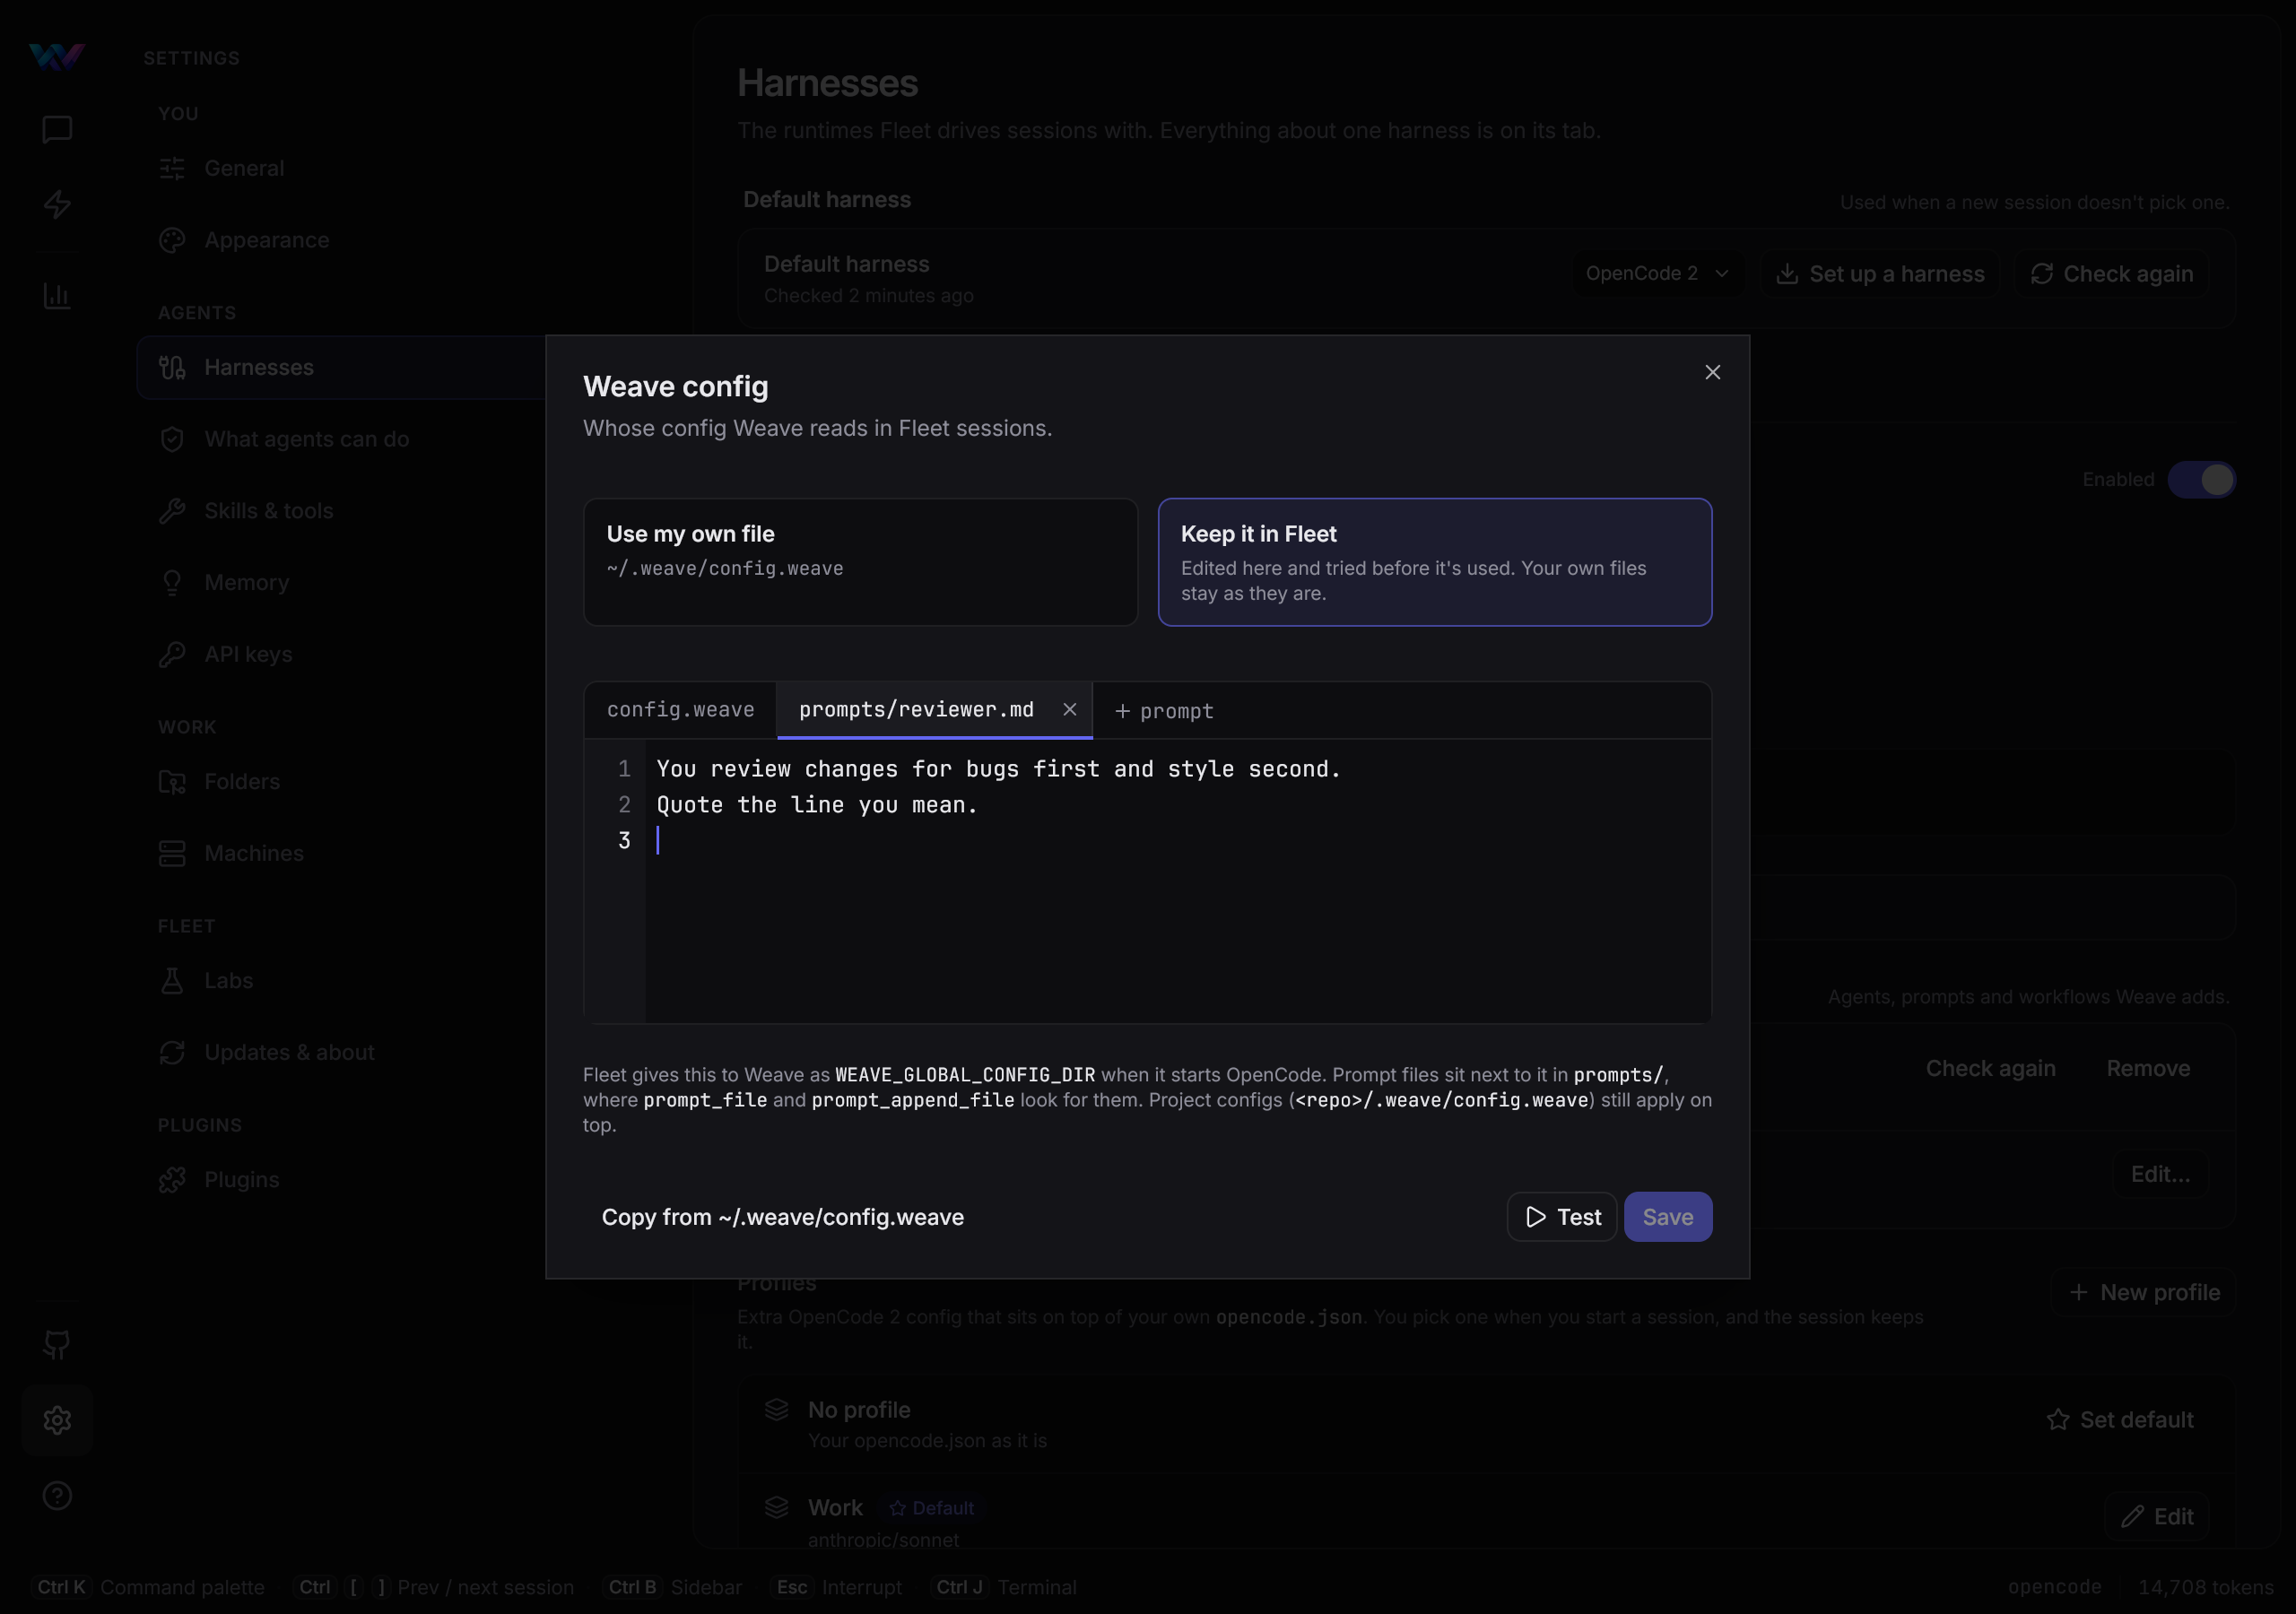 SETTINGS
YOU
General
Appearance
AGENTS
Harnesses
What agents can do
Skills & tools
Memory
API keys
WORK
Folders
Machines
FLEET
Labs
Updates & about
PLUGINS
Plugins
Harnesses
The runtimes Fleet drives sessions with. Everything about one harness is on its tab.
Default harness
Used when a new session doesn't pick one.
Default harness
Checked 2 minutes ago
OpenCode 2
Set up a harness
Check again
Enabled
Weave config
Whose config Weave reads in Fleet sessions.
Use my own file
~/.weave/config.weave
Keep it in Fleet
Edited here and tried before it's used. Your own files
stay as they are.
config.weave
prompts/reviewer.md
+ prompt
1 You review changes for bugs first and style second.
2 Quote the line you mean.
3
Fleet gives this to Weave as WEAVE_GLOBAL_CONFIG_DIR when it starts OpenCode. Prompt files sit next to it in prompts/,
where prompt_file and prompt_append_file look for them. Project configs (<repo>/.weave/config.weave) still apply on
top.
Copy from ~/.weave/config.weave
Test
Save
Agents, prompts and workflows Weave adds.
Check again
Remove
Edit...
Profiles
New profile
Extra OpenCode 2 config that sits on top of your own opencode.json. You pick one when you start a session, and the session keeps
it.
No profile
Your opencode.json as it is
Set default
Work
Default
anthropic/sonnet
Edit
Ctrl K Command palette
Ctrl [ ] Prev / next session
Ctrl B Sidebar
Esc Interrupt
Ctrl J Terminal
opencode
14,708 tokens